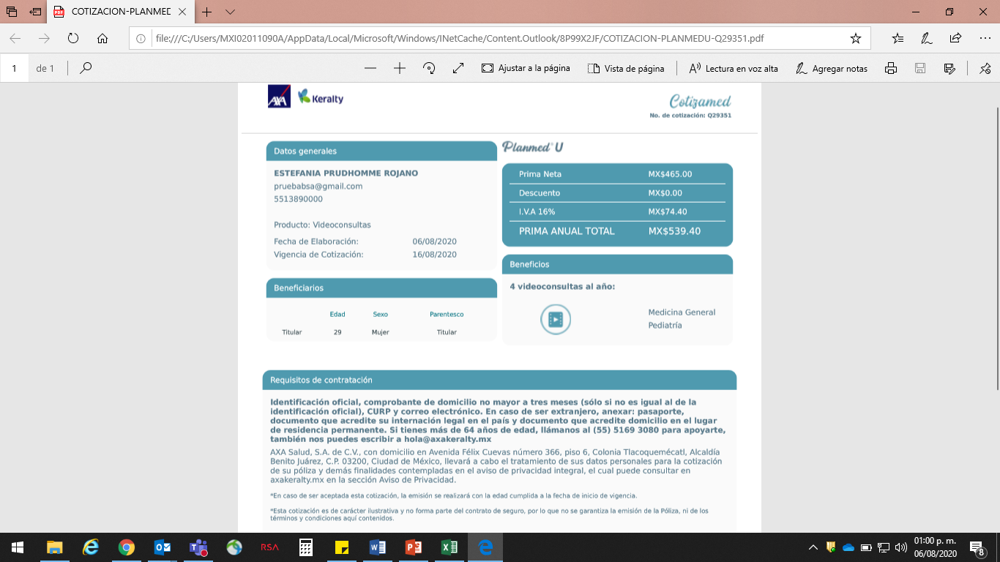 COTIZACION-PLANMED
file:///C:/Users/MXI02011090A/AppData/Local/Microsoft/Windows/INetCache/Content.Outlook/8P99X2JF/COTIZACION-PLANMEDU-Q29351.pdf
1 de 1 Ajustar a la página Vista de página Lectura en voz alta Agregar notas
AXA Keralty
Cotizamed
No. de cotización: Q29351
Datos generales
ESTEFANIA PRUDHOMME ROJANO
pruebabsa@gmail.com
5513890000
Producto: Videoconsultas
Fecha de Elaboración: 06/08/2020
Vigencia de Cotización: 16/08/2020
Planmed® U
Prima Neta MX$465.00
Descuento MX$0.00
I.V.A 16% MX$74.40
PRIMA ANUAL TOTAL MX$539.40
Beneficiarios
Edad Sexo Parentesco
Titular 29 Mujer Titular
Beneficios
4 videoconsultas al año:
Medicina General
Pediatría
Requisitos de contratación
Identificación oficial, comprobante de domicilio no mayor a tres meses (sólo si no es igual al de la
identificación oficial), CURP y correo electrónico. En caso de ser extranjero, anexar: pasaporte,
documento que acredite su internación legal en el país y documento que acredite domicilio en el lugar
de residencia permanente. Si tienes más de 64 años de edad, llámanos al (55) 5169 3080 para apoyarte,
también nos puedes escribir a hola@axakeralty.mx
AXA Salud, S.A. de C.V., con domicilio en Avenida Félix Cuevas número 366, piso 6, Colonia Tlacoquemécatl, Alcaldía
Benito Juárez, C.P. 03200, Ciudad de México, llevará a cabo el tratamiento de sus datos personales para la cotización
de su póliza y demás finalidades contempladas en el aviso de privacidad integral, el cual puede consultar en
axakeralty.mx en la sección Aviso de Privacidad.
*En caso de ser aceptada esta cotización, la emisión se realizará con la edad cumplida a la fecha de inicio de vigencia.
*Esta cotización es de carácter ilustrativa y no forma parte del contrato de seguro, por lo que no se garantiza la emisión de la Póliza, ni de los
términos y condiciones aquí contenidos.
RSA
01:00 p. m.
06/08/2020
8